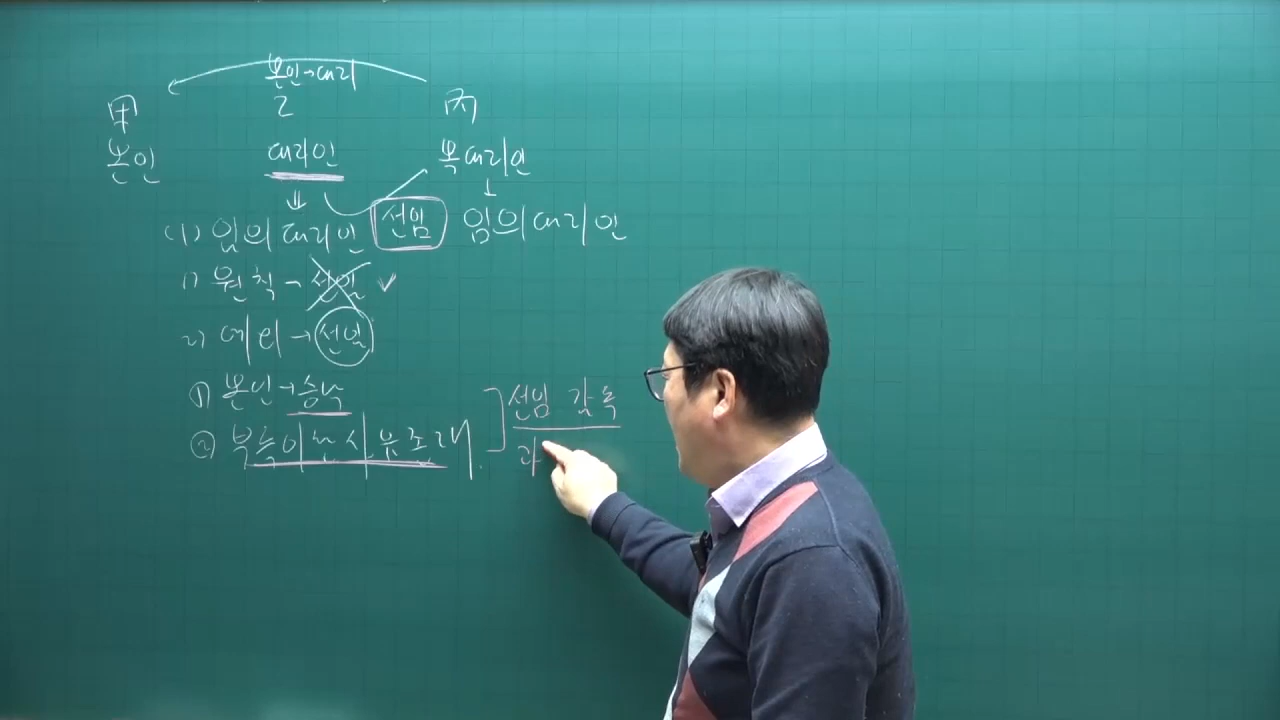 본인→대리
甲 乙 丙
본인 대리인 복대리인
⇓ ↓
(1) 임의대리인 선임 임의대리인
1) 원칙 - 선임 ✓
2) 예외 → 선임
① 본인→승낙 선임 감독
② 부득이한 사유 존재 과